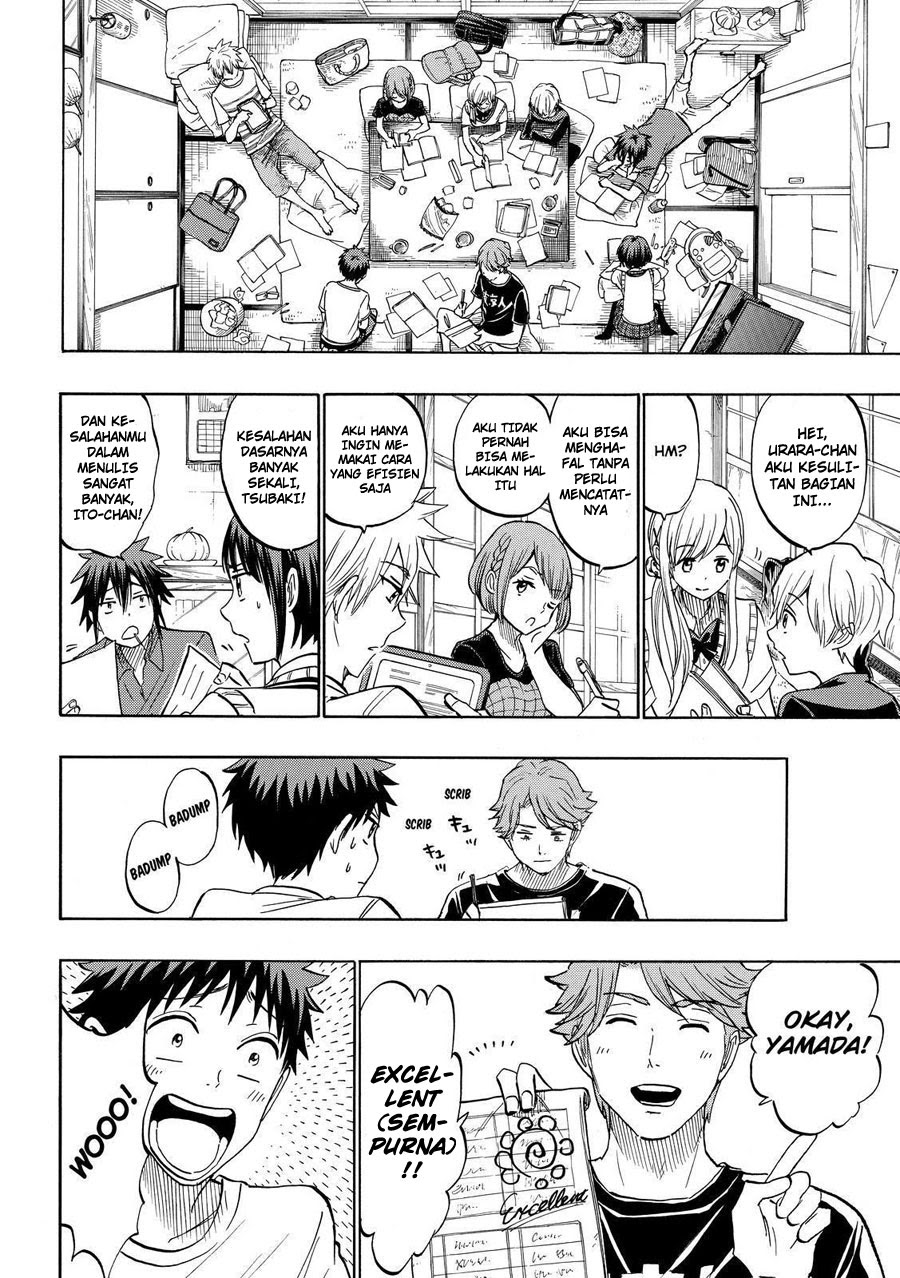 友人
HEI,
URARA-CHAN
AKU KESULI-
TAN BAGIAN
INI...
HM?
AKU BISA
MENGHA-
FAL TANPA
PERLU
MENCATAT-
NYA
AKU TIDAK
PERNAH
BISA ME-
LAKUKAN HAL
ITU
AKU HANYA
INGIN ME-
MAKAI CARA
YANG EFISIEN
SAJA
KESALAHAN
DASARNYA
BANYAK
SEKALI,
TSUBAKI!
DAN KE-
SALAHANMU
DALAM
MENULIS
SANGAT
BANYAK,
ITO-CHAN!
SCRIB
キュッ
SCRIB
キュッ
BADUMP
BADUMP
OKAY,
YAMADA!
EXCEL-
LENT
(SEM-
PURNA)
!!
Excellent
WOOO!